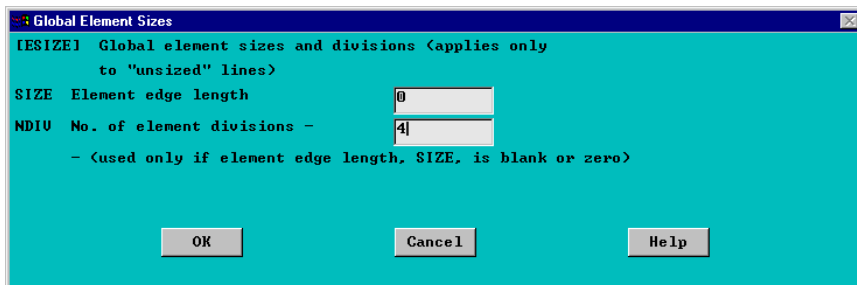 Global Element Sizes
[ESIZE] Global element sizes and divisions (applies only
to "unsized" lines)
SIZE Element edge length 0
NDIV No. of element divisions - 4
- (used only if element edge length, SIZE, is blank or zero)
OK Cancel Help